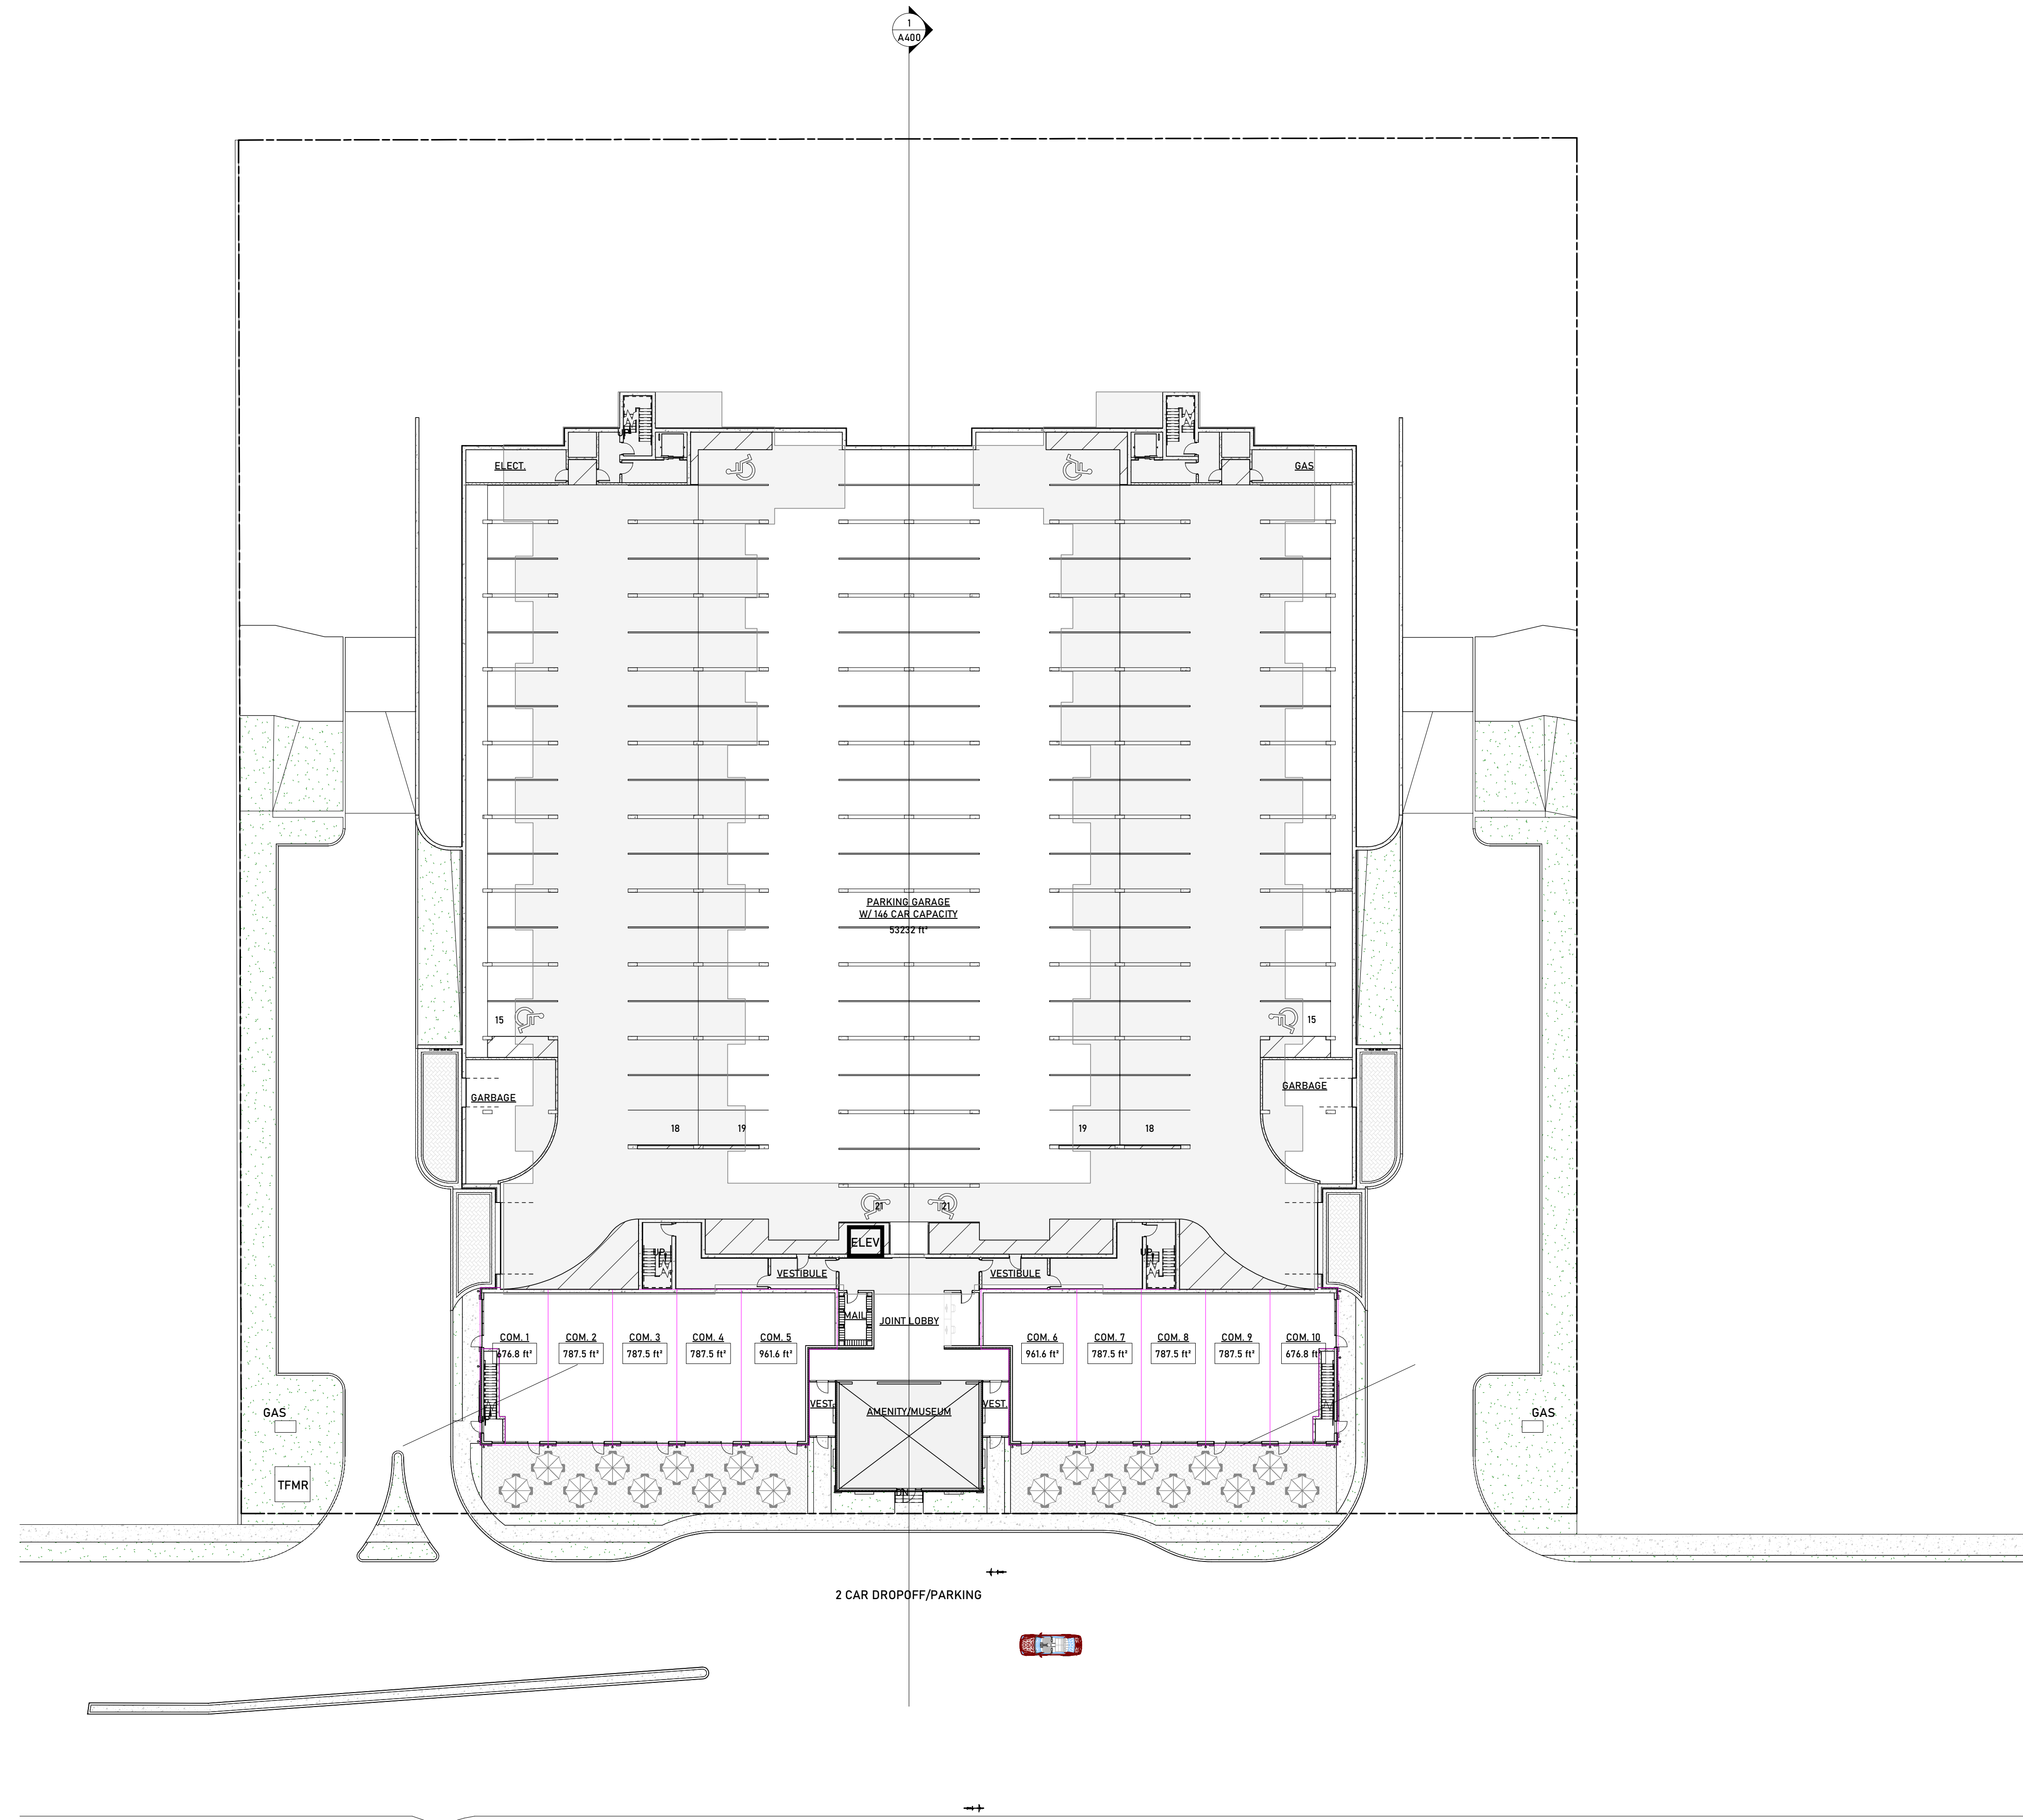 1
A400
ELECT.
GAS
PARKING GARAGE
W/ 146 CAR CAPACITY
53232 ft²
15
15
GARBAGE
GARBAGE
18
19
19
18
21
21
ELEV
UP
UP
VESTIBULE
VESTIBULE
MAIL
JOINT LOBBY
COM. 1
676.8 ft²
COM. 2
787.5 ft²
COM. 3
787.5 ft²
COM. 4
787.5 ft²
COM. 5
961.6 ft²
COM. 6
961.6 ft²
COM. 7
787.5 ft²
COM. 8
787.5 ft²
COM. 9
787.5 ft²
COM. 10
676.8 ft²
VEST.
AMENITY/MUSEUM
VEST.
GAS
GAS
TFMR
2 CAR DROPOFF/PARKING